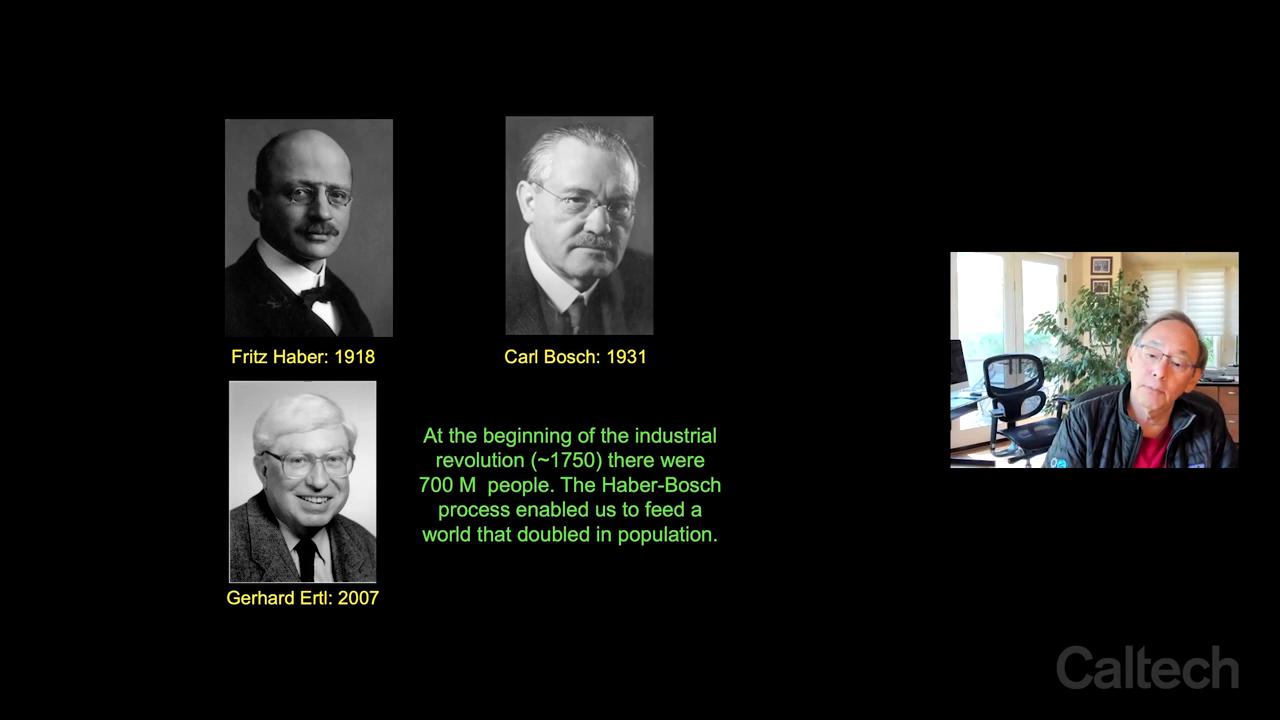 Fritz Haber: 1918
Carl Bosch: 1931
Gerhard Ertl: 2007
At the beginning of the industrial
revolution (~1750) there were
700 M  people. The Haber-Bosch
process enabled us to feed a
world that doubled in population.
Caltech